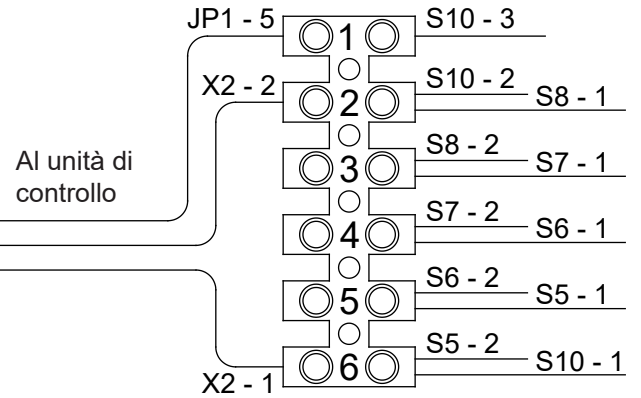 JP1 - 5
1
S10 - 3
X2 - 2
2
S10 - 2
S8 - 1
Al unità di
controllo
3
S8 - 2
S7 - 1
4
S7 - 2
S6 - 1
5
S6 - 2
S5 - 1
X2 - 1
6
S5 - 2
S10 - 1